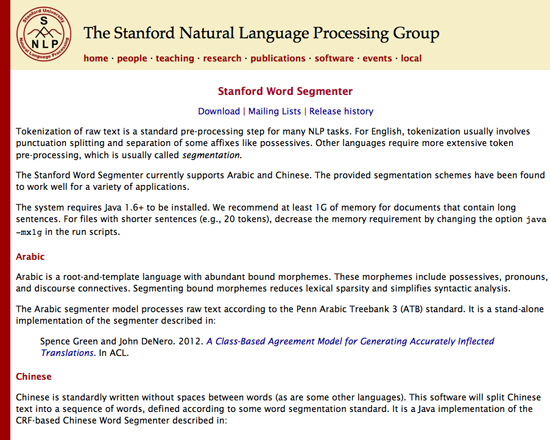 Stanford University
S
NLP
Natural Language Processing
The Stanford Natural Language Processing Group
home · people · teaching · research · publications · software · events · local
Stanford Word Segmenter
Download | Mailing Lists | Release history
Tokenization of raw text is a standard pre-processing step for many NLP tasks. For English, tokenization usually involves
punctuation splitting and separation of some affixes like possessives. Other languages require more extensive token
pre-processing, which is usually called segmentation.
The Stanford Word Segmenter currently supports Arabic and Chinese. The provided segmentation schemes have been found
to work well for a variety of applications.
The system requires Java 1.6+ to be installed. We recommend at least 1G of memory for documents that contain long
sentences. For files with shorter sentences (e.g., 20 tokens), decrease the memory requirement by changing the option java
-mx1g in the run scripts.
Arabic
Arabic is a root-and-template language with abundant bound morphemes. These morphemes include possessives, pronouns,
and discourse connectives. Segmenting bound morphemes reduces lexical sparsity and simplifies syntactic analysis.
The Arabic segmenter model processes raw text according to the Penn Arabic Treebank 3 (ATB) standard. It is a stand-alone
implementation of the segmenter described in:
Spence Green and John DeNero. 2012. A Class-Based Agreement Model for Generating Accurately Inflected
Translations. In ACL.
Chinese
Chinese is standardly written without spaces between words (as are some other languages). This software will split Chinese
text into a sequence of words, defined according to some word segmentation standard. It is a Java implementation of the
CRF-based Chinese Word Segmenter described in: